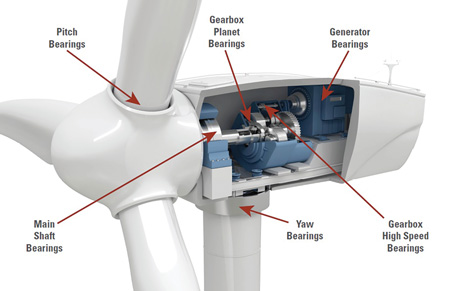 Pitch
Bearings
Gearbox
Planet
Bearings
Generator
Bearings
Main
Shaft
Bearings
Yaw
Bearings
Gearbox
High Speed
Bearings